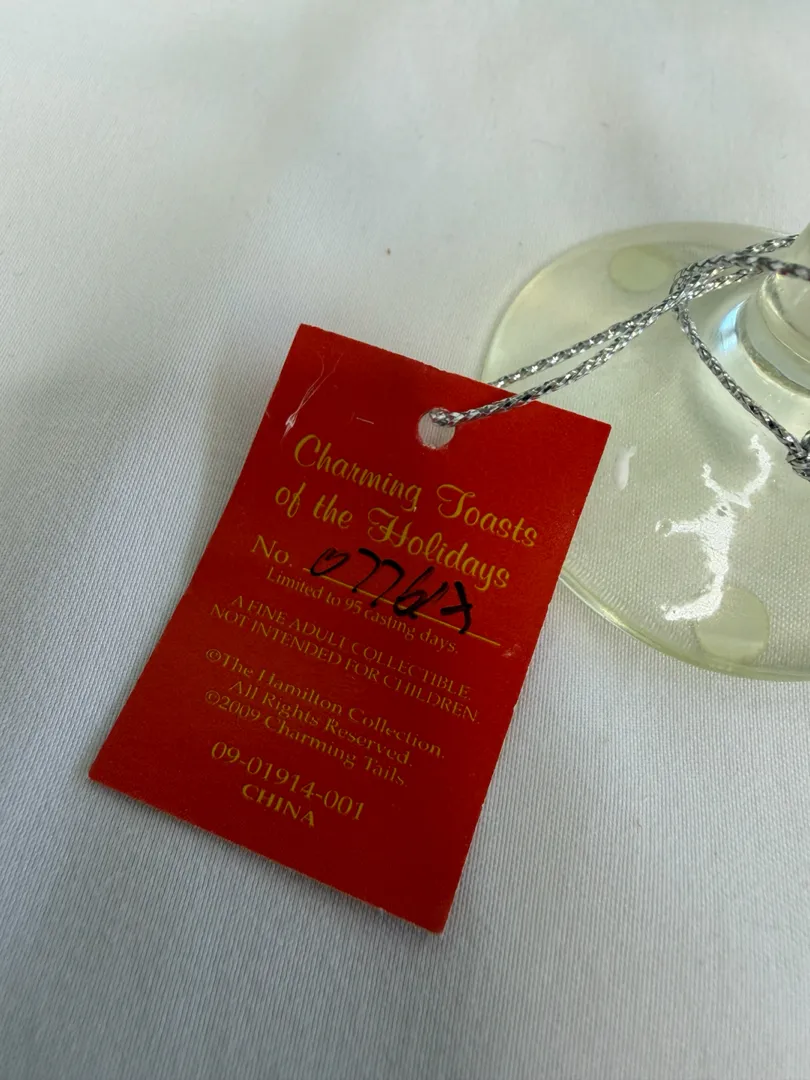 Charming Toasts
of the Holidays
No.
Limited to 95 casting days.
A FINE ADULT COLLECTIBLE.
NOT INTENDED FOR CHILDREN.
©The Hamilton Collection.
All Rights Reserved.
©2009 Charming Tails.
09-01914-001
CHINA